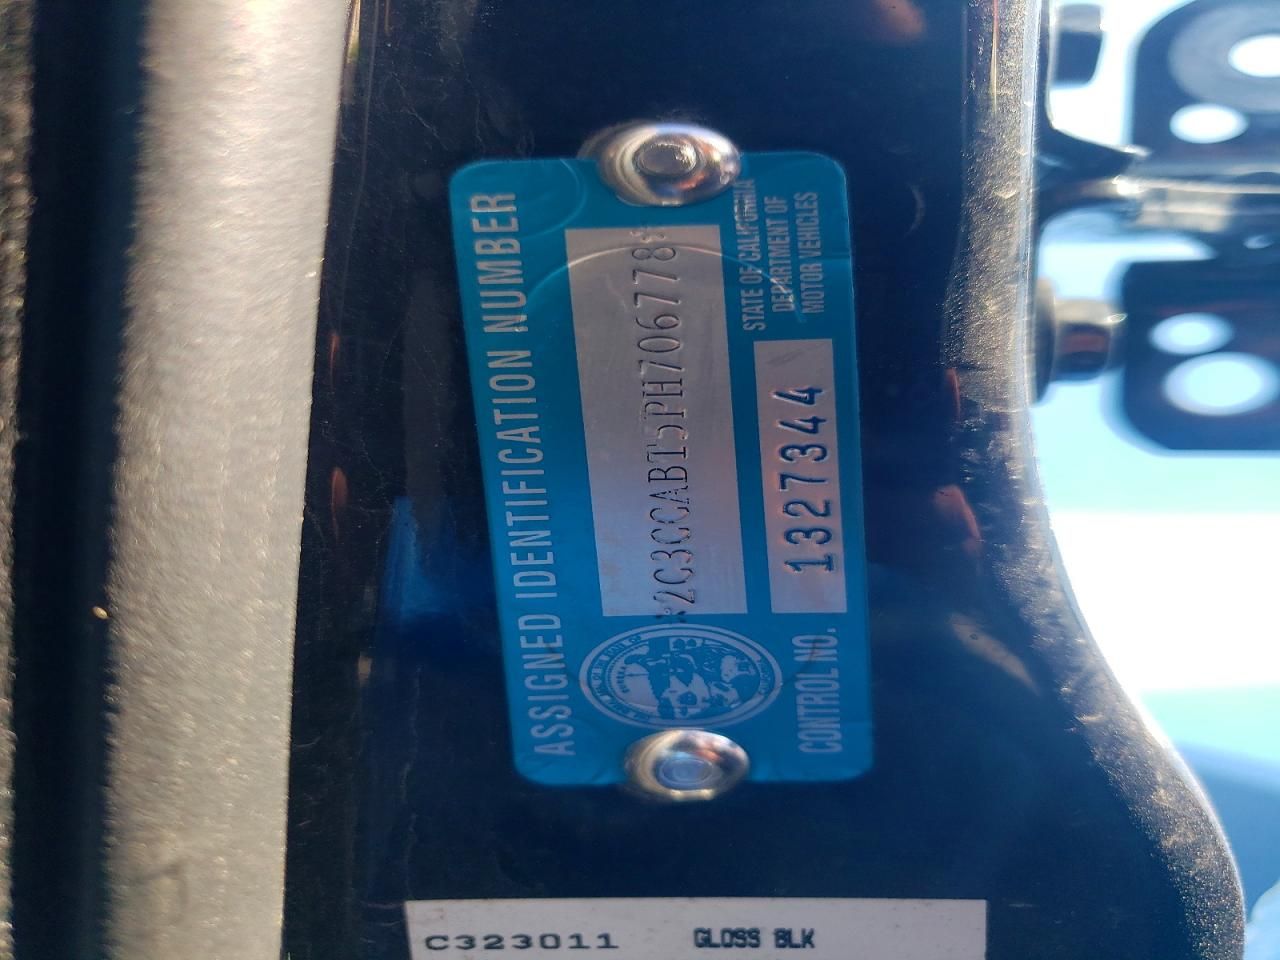 ASSIGNED IDENTIFICATION NUMBER
*2C3CCABT5PH706778*
STATE OF CALIFORNIA
DEPARTMENT OF
MOTOR VEHICLES
CONTROL NO. 1327344
C323011 GLOSS BLK